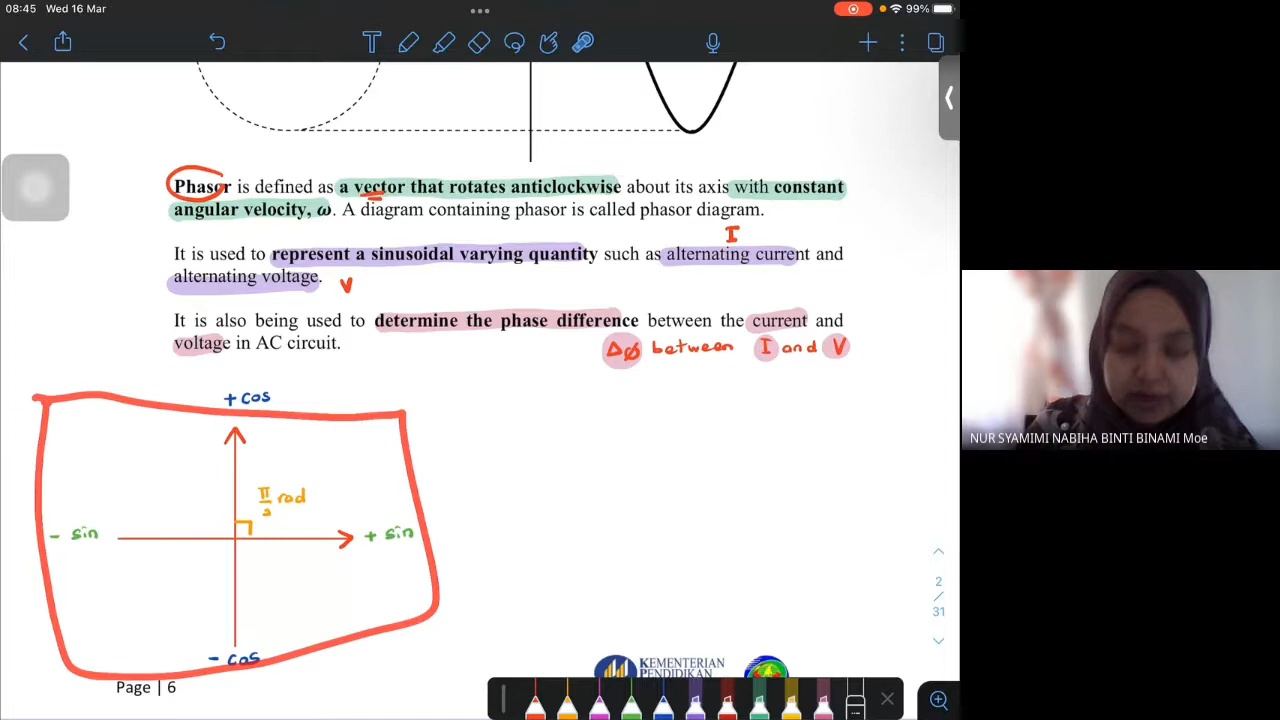 08:45 Wed 16 Mar
99%
Phasor is defined as a vector that rotates anticlockwise about its axis with constant
angular velocity, ω. A diagram containing phasor is called phasor diagram.
I
It is used to represent a sinusoidal varying quantity such as alternating current and
alternating voltage.
V
It is also being used to determine the phase difference between the current and
voltage in AC circuit.
Δφ between I and V
+ cos
π/2 rad
- sin
+ sin
- cos
Page | 6
KEMENTERIAN
PENDIDIKAN
2
/
31
NUR SYAMIMI NABIHA BINTI BINAMI Moe